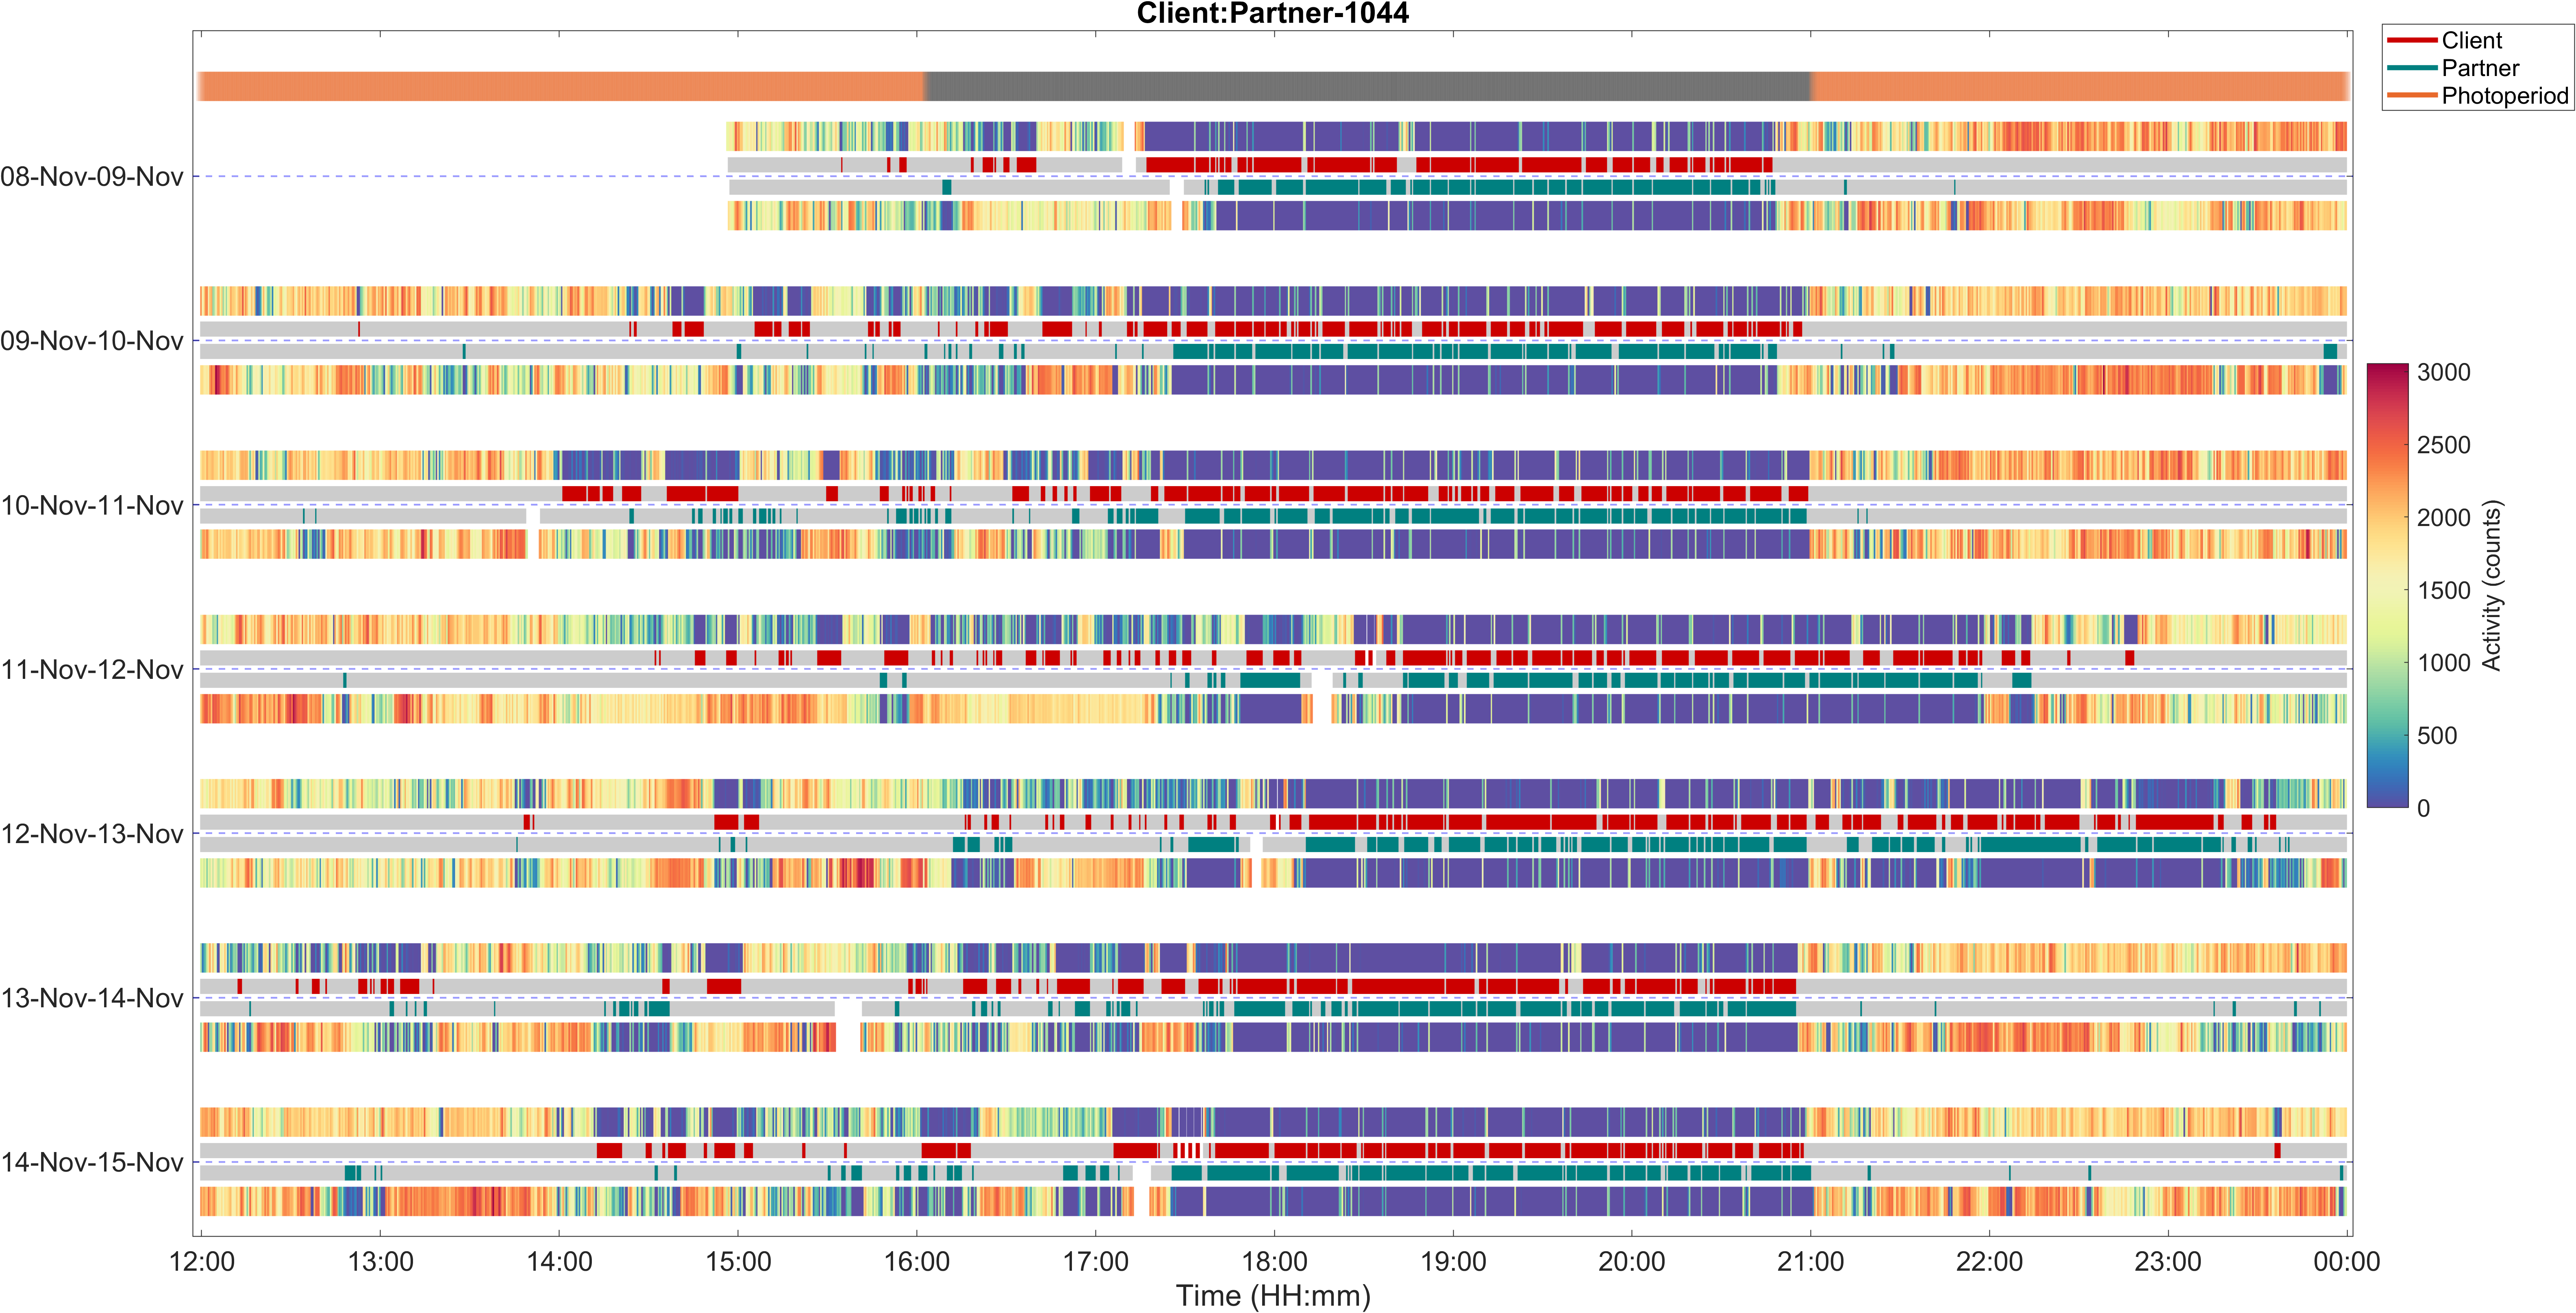 Client:Partner-1044
Client
Partner
Photoperiod
08-Nov-09-Nov
09-Nov-10-Nov
10-Nov-11-Nov
11-Nov-12-Nov
12-Nov-13-Nov
13-Nov-14-Nov
14-Nov-15-Nov
3000
2500
2000
1500
1000
500
0
Activity (counts)
12:00 13:00 14:00 15:00 16:00 17:00 18:00 19:00 20:00 21:00 22:00 23:00 00:00
Time (HH:mm)